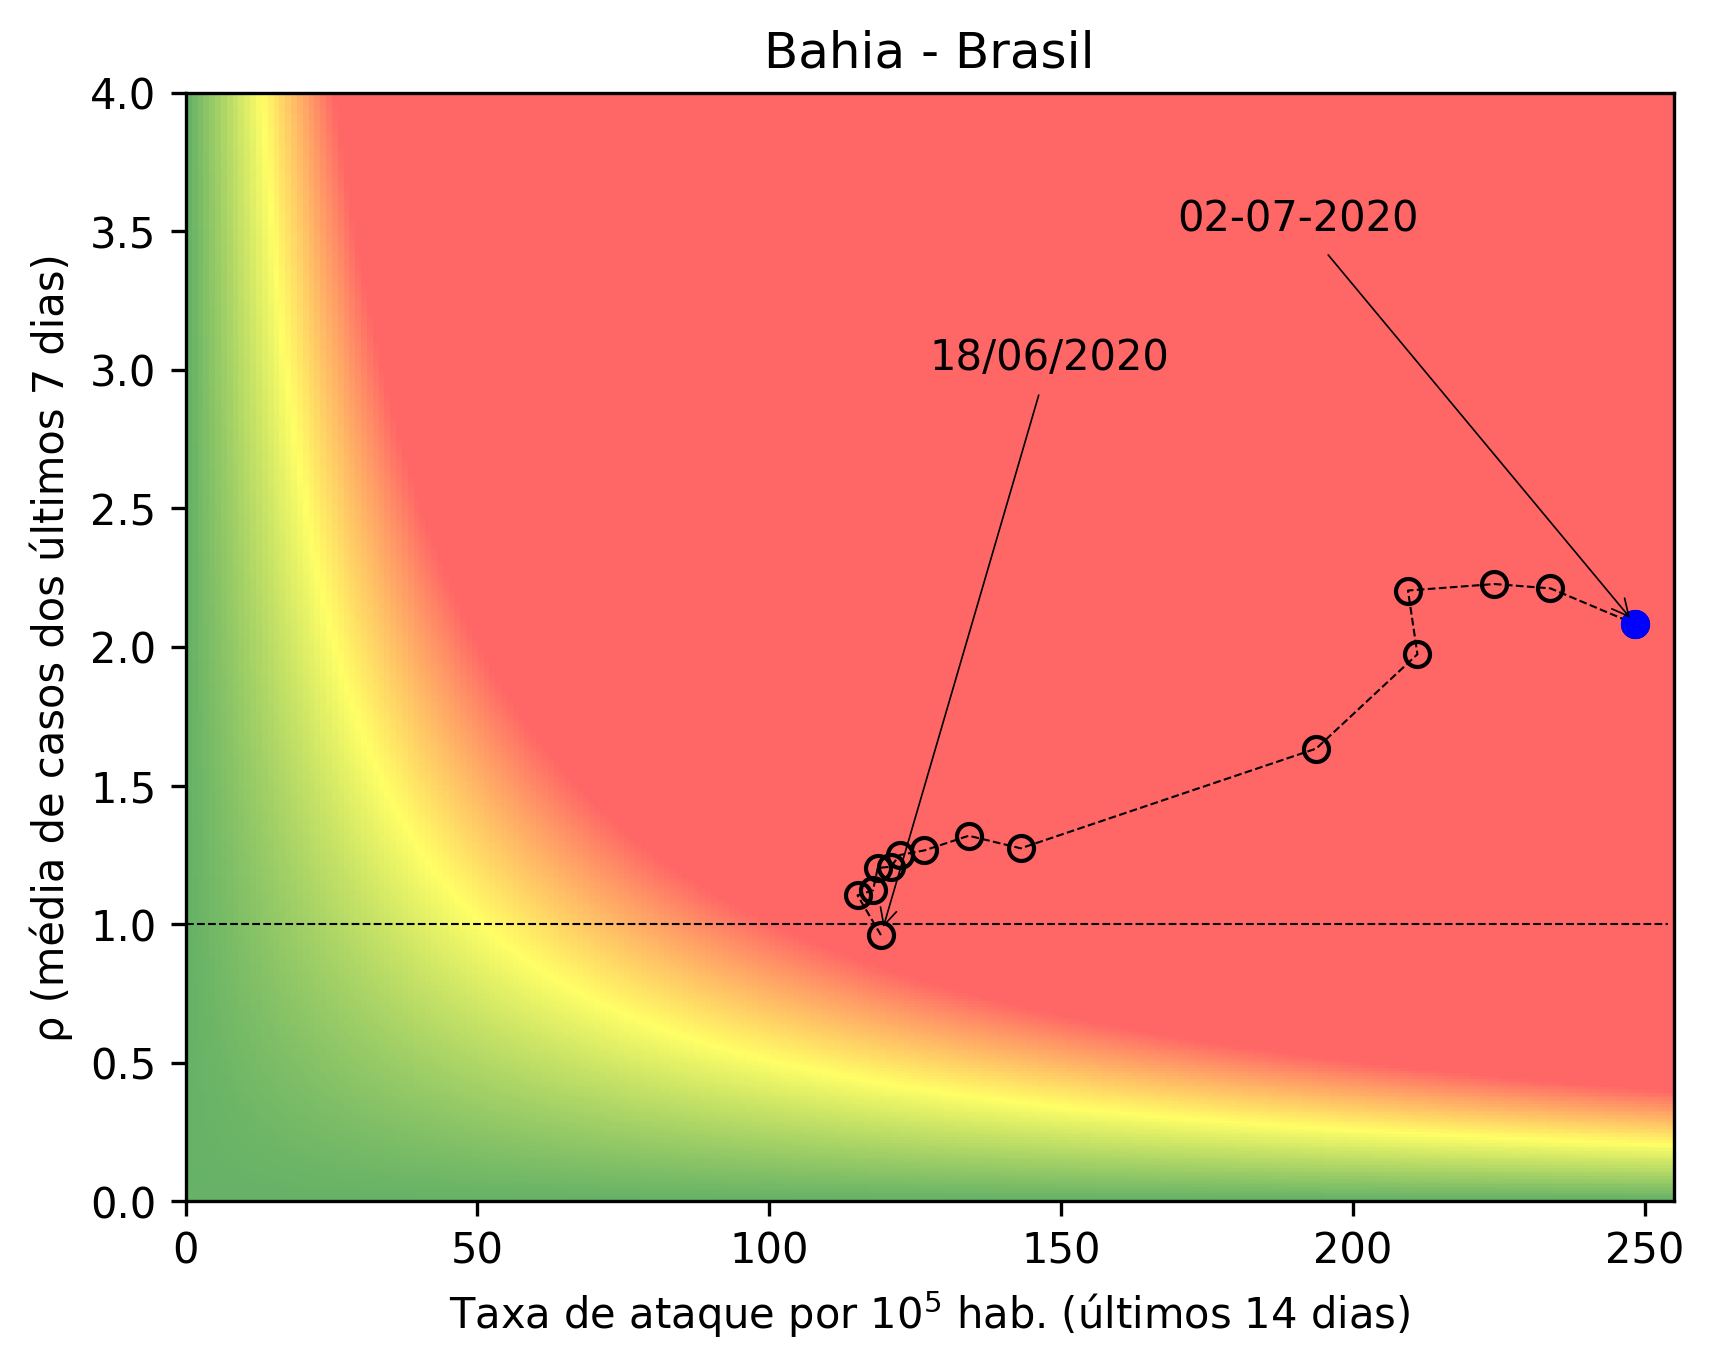 Bahia - Brasil
4.0
3.5
3.0
2.5
2.0
1.5
1.0
0.5
0.0
ρ (média de casos dos últimos 7 dias)
02-07-2020
18/06/2020
0 50 100 150 200 250
Taxa de ataque por 10⁵ hab. (últimos 14 dias)